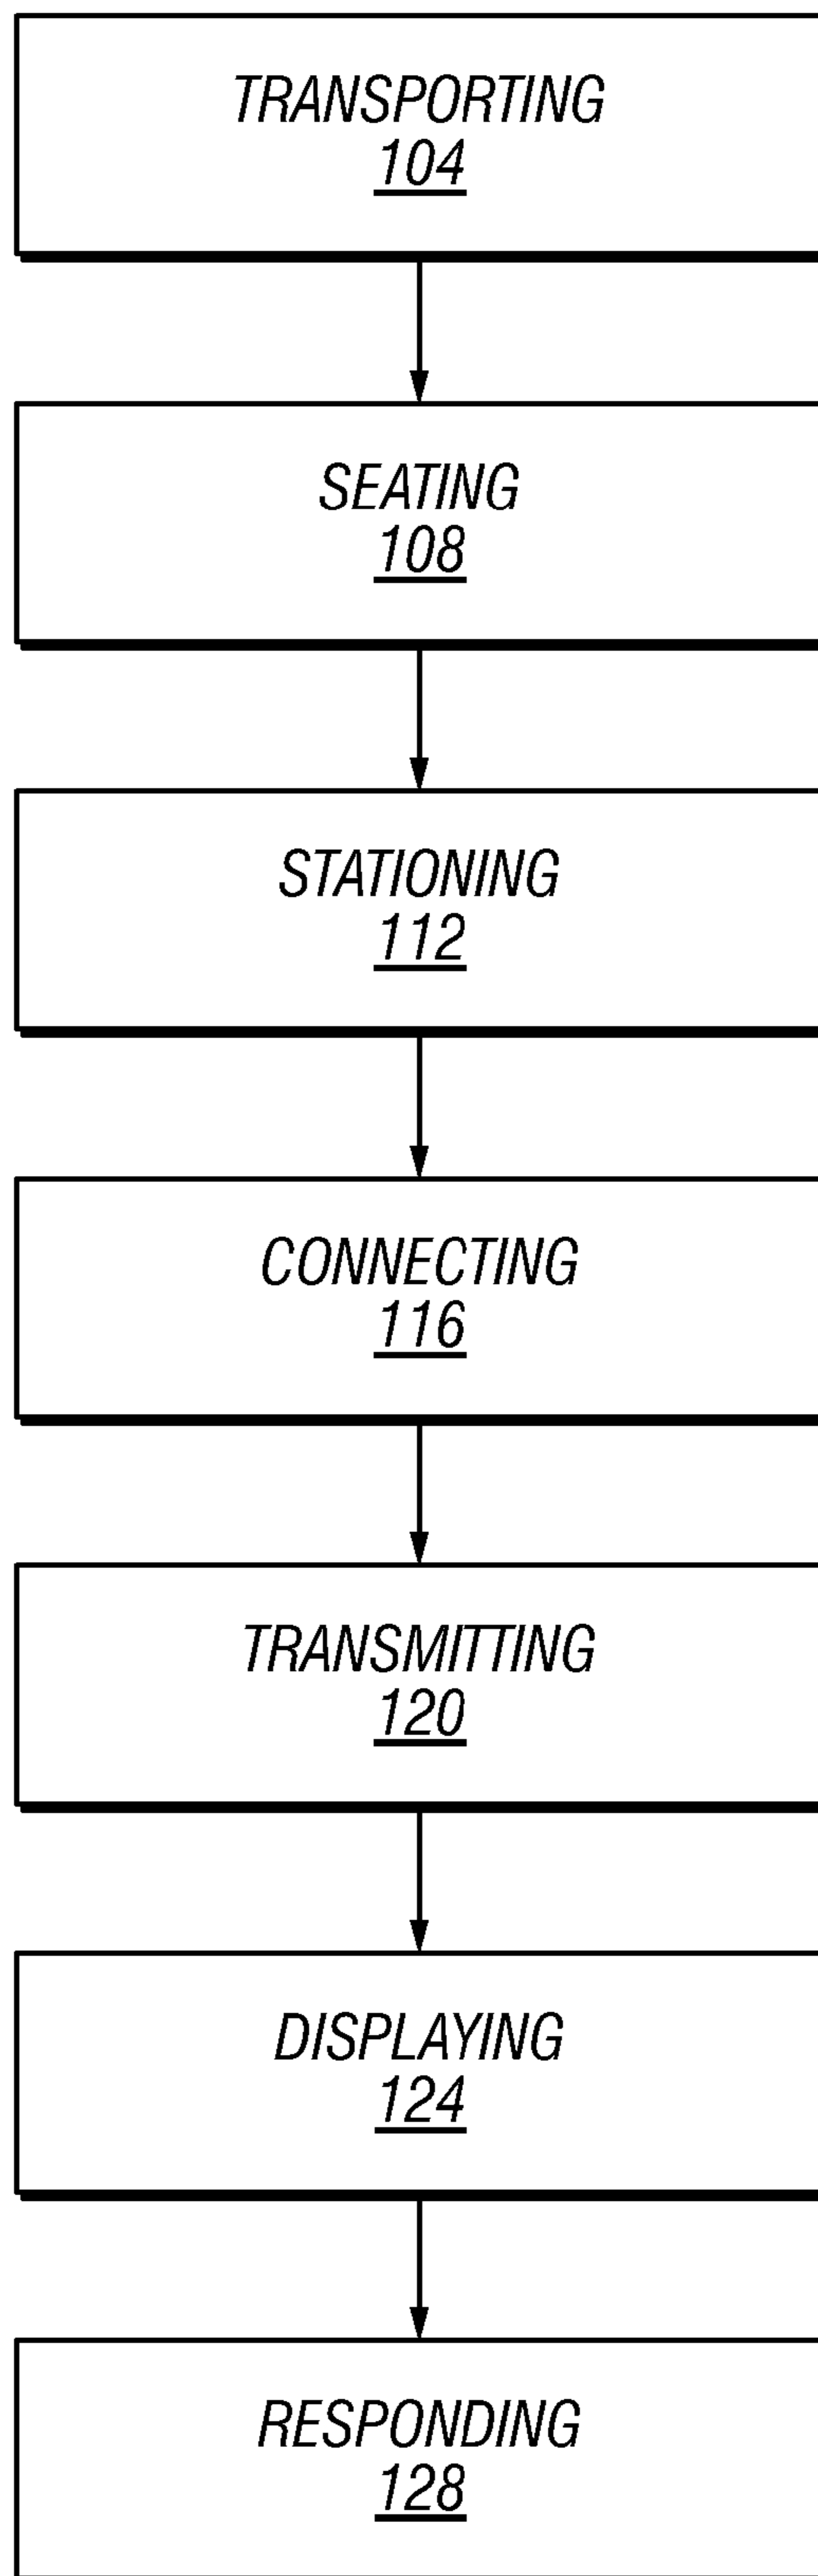 TRANSPORTING
104
SEATING
108
STATIONING
112
CONNECTING
116
TRANSMITTING
120
DISPLAYING
124
RESPONDING
128